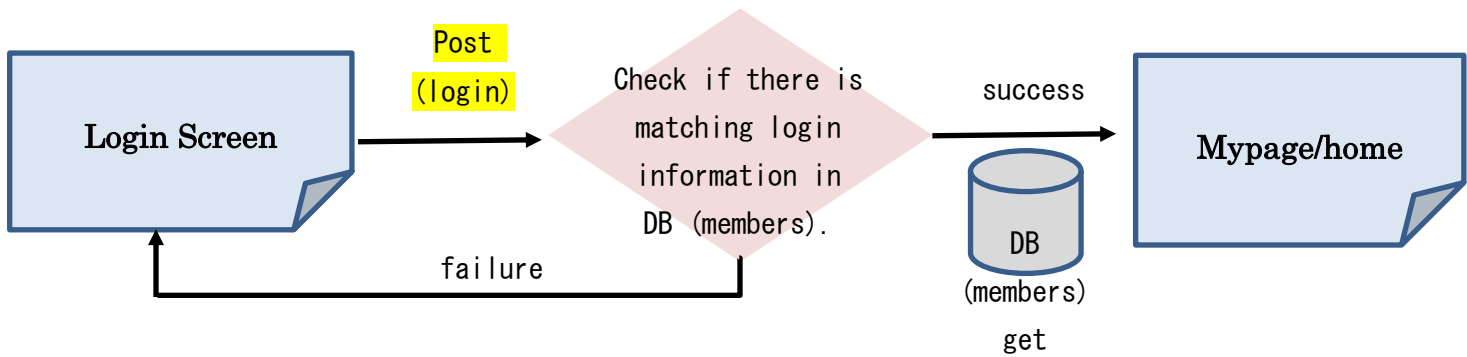 Login Screen
Post
(login)
Check if there is
matching login
information in
DB (members).
success
DB
(members)
get
Mypage/home
failure